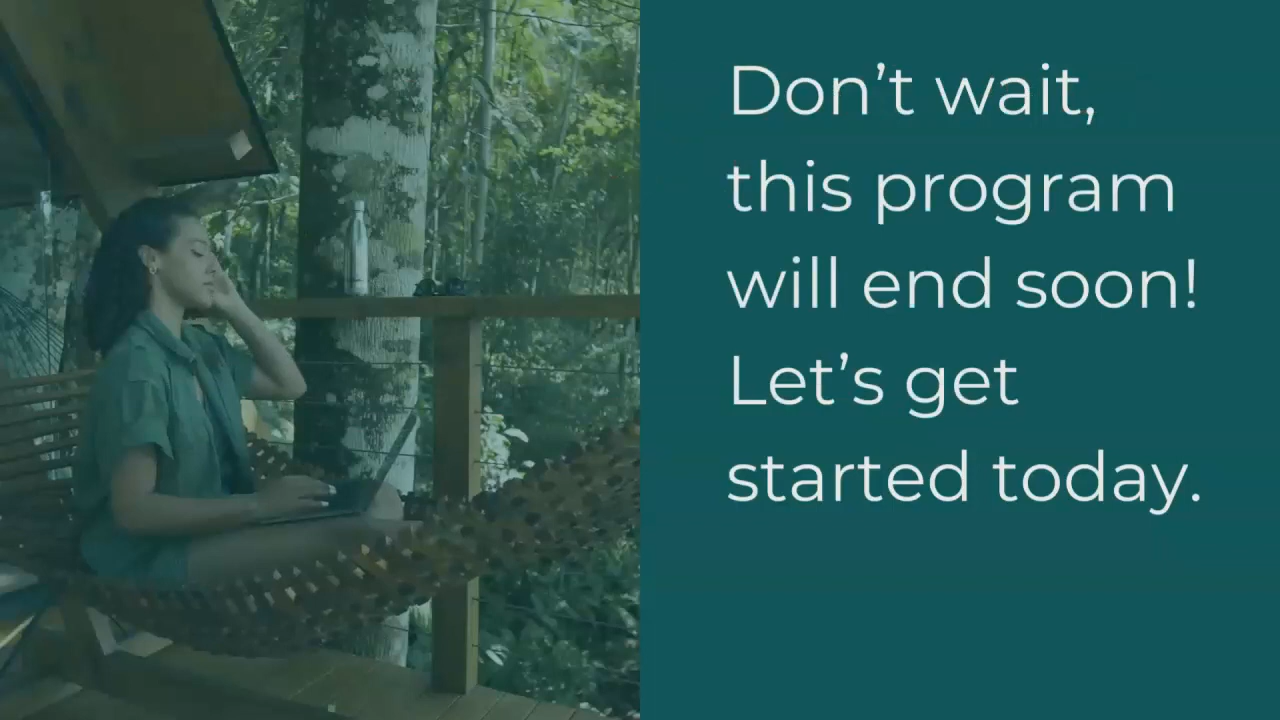 Don’t wait,
this program
will end soon!
Let’s get
started today.